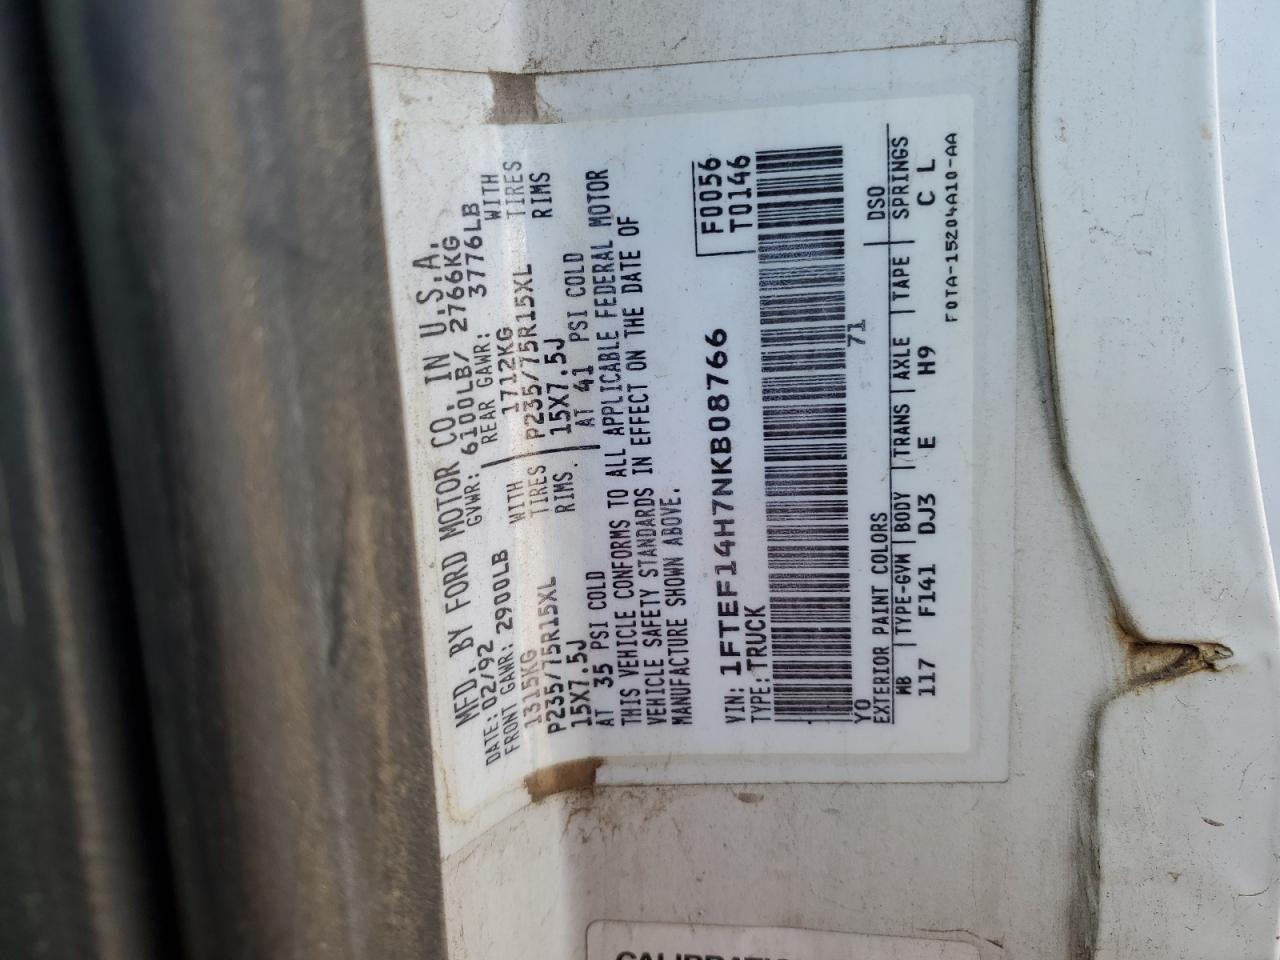 MFD. BY FORD MOTOR CO. IN U.S.A.
DATE: 02/92 GVWR: 6100LB/ 2766KG
FRONT GAWR: 2900LB REAR GAWR: 3776LB
1315KG WITH 1712KG WITH
P235/75R15XL TIRES P235/75R15XL TIRES
15X7.5J RIMS. 15X7.5J RIMS
AT 35 PSI COLD AT 41 PSI COLD
THIS VEHICLE CONFORMS TO ALL APPLICABLE FEDERAL MOTOR
VEHICLE SAFETY STANDARDS IN EFFECT ON THE DATE OF
MANUFACTURE SHOWN ABOVE.
F0056
VIN: 1FTEF14H7NKB08766 T0146
TYPE: TRUCK
YO 71
EXTERIOR PAINT COLORS DSO
WB TYPE-GVW BODY TRANS AXLE TAPE SPRINGS
117 F141 DJ3 E H9 C L
F0TA-15204A10-AA